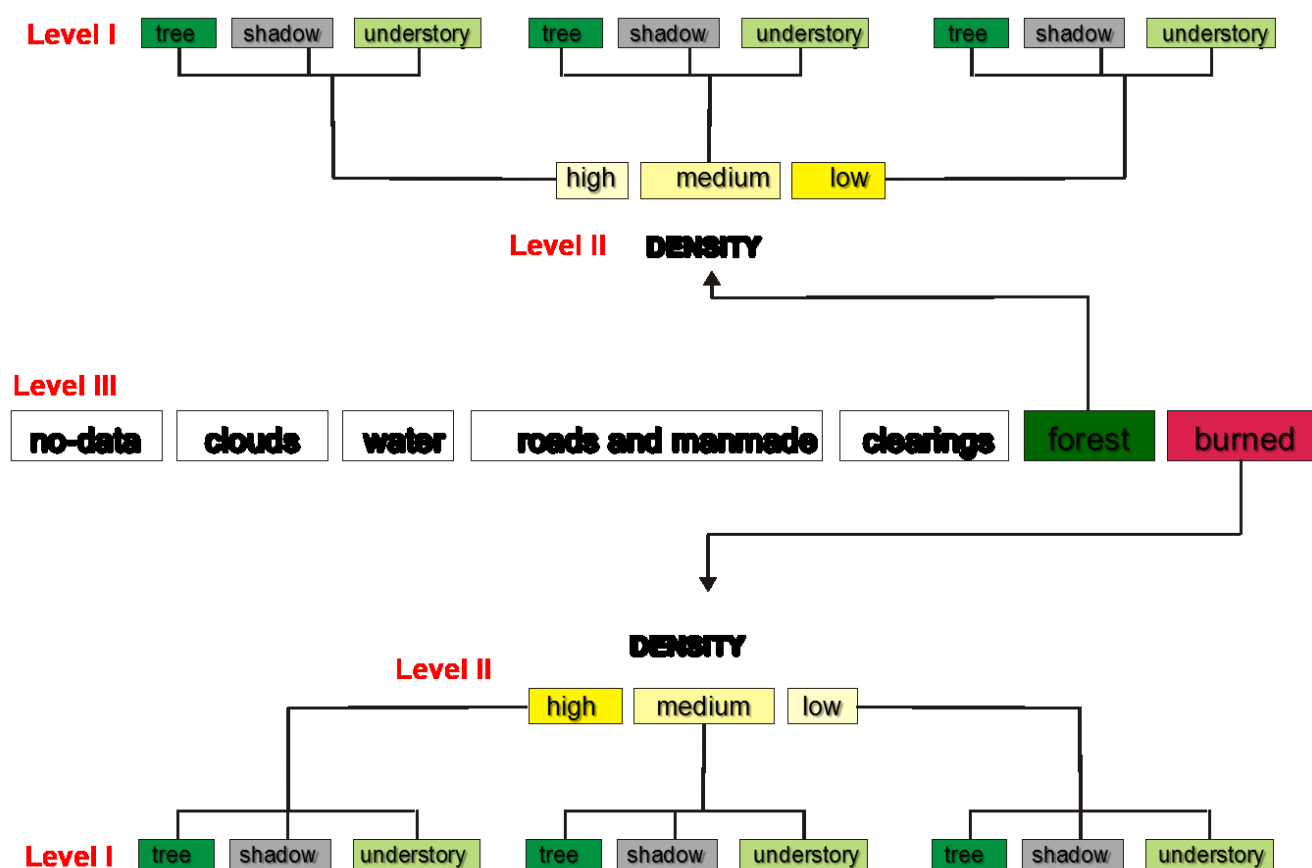 Level I tree shadow understory tree shadow understory tree shadow understory
high medium low
Level II DENSITY
Level III
no-data clouds water roads and manmade clearings forest burned
DENSITY
Level II
high medium low
Level I tree shadow understory tree shadow understory tree shadow understory